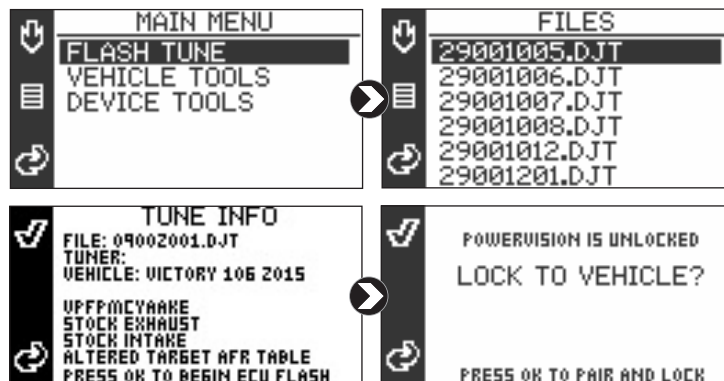 MAIN MENU
FLASH TUNE
VEHICLE TOOLS
DEVICE TOOLS
FILES
29001005.DJT
29001006.DJT
29001007.DJT
29001008.DJT
29001012.DJT
29001201.DJT
TUNE INFO
FILE: 09002001.DJT
TUNER:
VEHICLE: VICTORY 106 2015
VPFPMCYAAKE
STOCK EXHAUST
STOCK INTAKE
ALTERED TARGET AFR TABLE
PRESS OK TO BEGIN ECU FLASH
POWERVISION IS UNLOCKED
LOCK TO VEHICLE?
PRESS OK TO PAIR AND LOCK